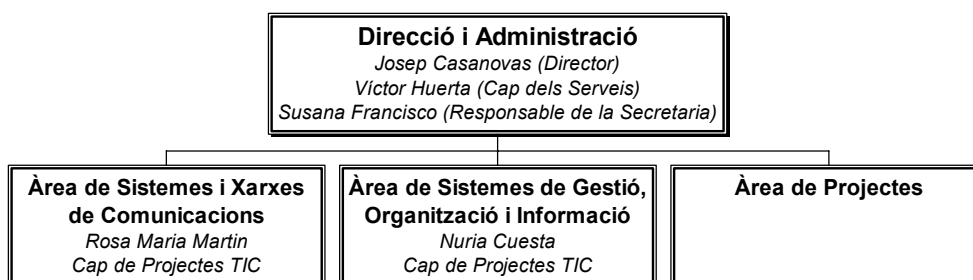 Direcció i Administració
Josep Casanovas (Director)
Víctor Huerta (Cap dels Serveis)
Susana Francisco (Responsable de la Secretaria)
Àrea de Sistemes i Xarxes
de Comunicacions
Rosa Maria Martin
Cap de Projectes TIC
Àrea de Sistemes de Gestió,
Organització i Informació
Nuria Cuesta
Cap de Projectes TIC
Àrea de Projectes